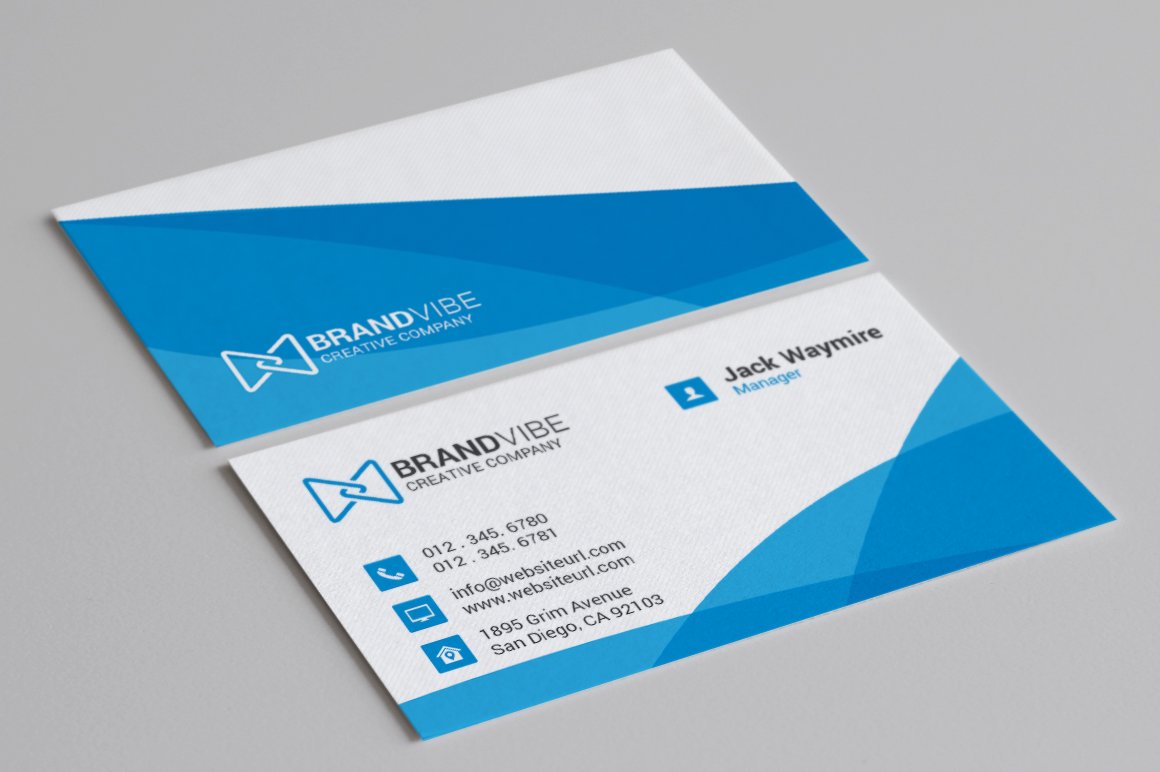 BRANDVIBE
CREATIVE COMPANY
Jack Waymire
Manager
BRANDVIBE
CREATIVE COMPANY
012 . 345. 6780
012 . 345. 6781
info@websiteurl.com
www.websiteurl.com
1895 Grim Avenue
San Diego, CA 92103